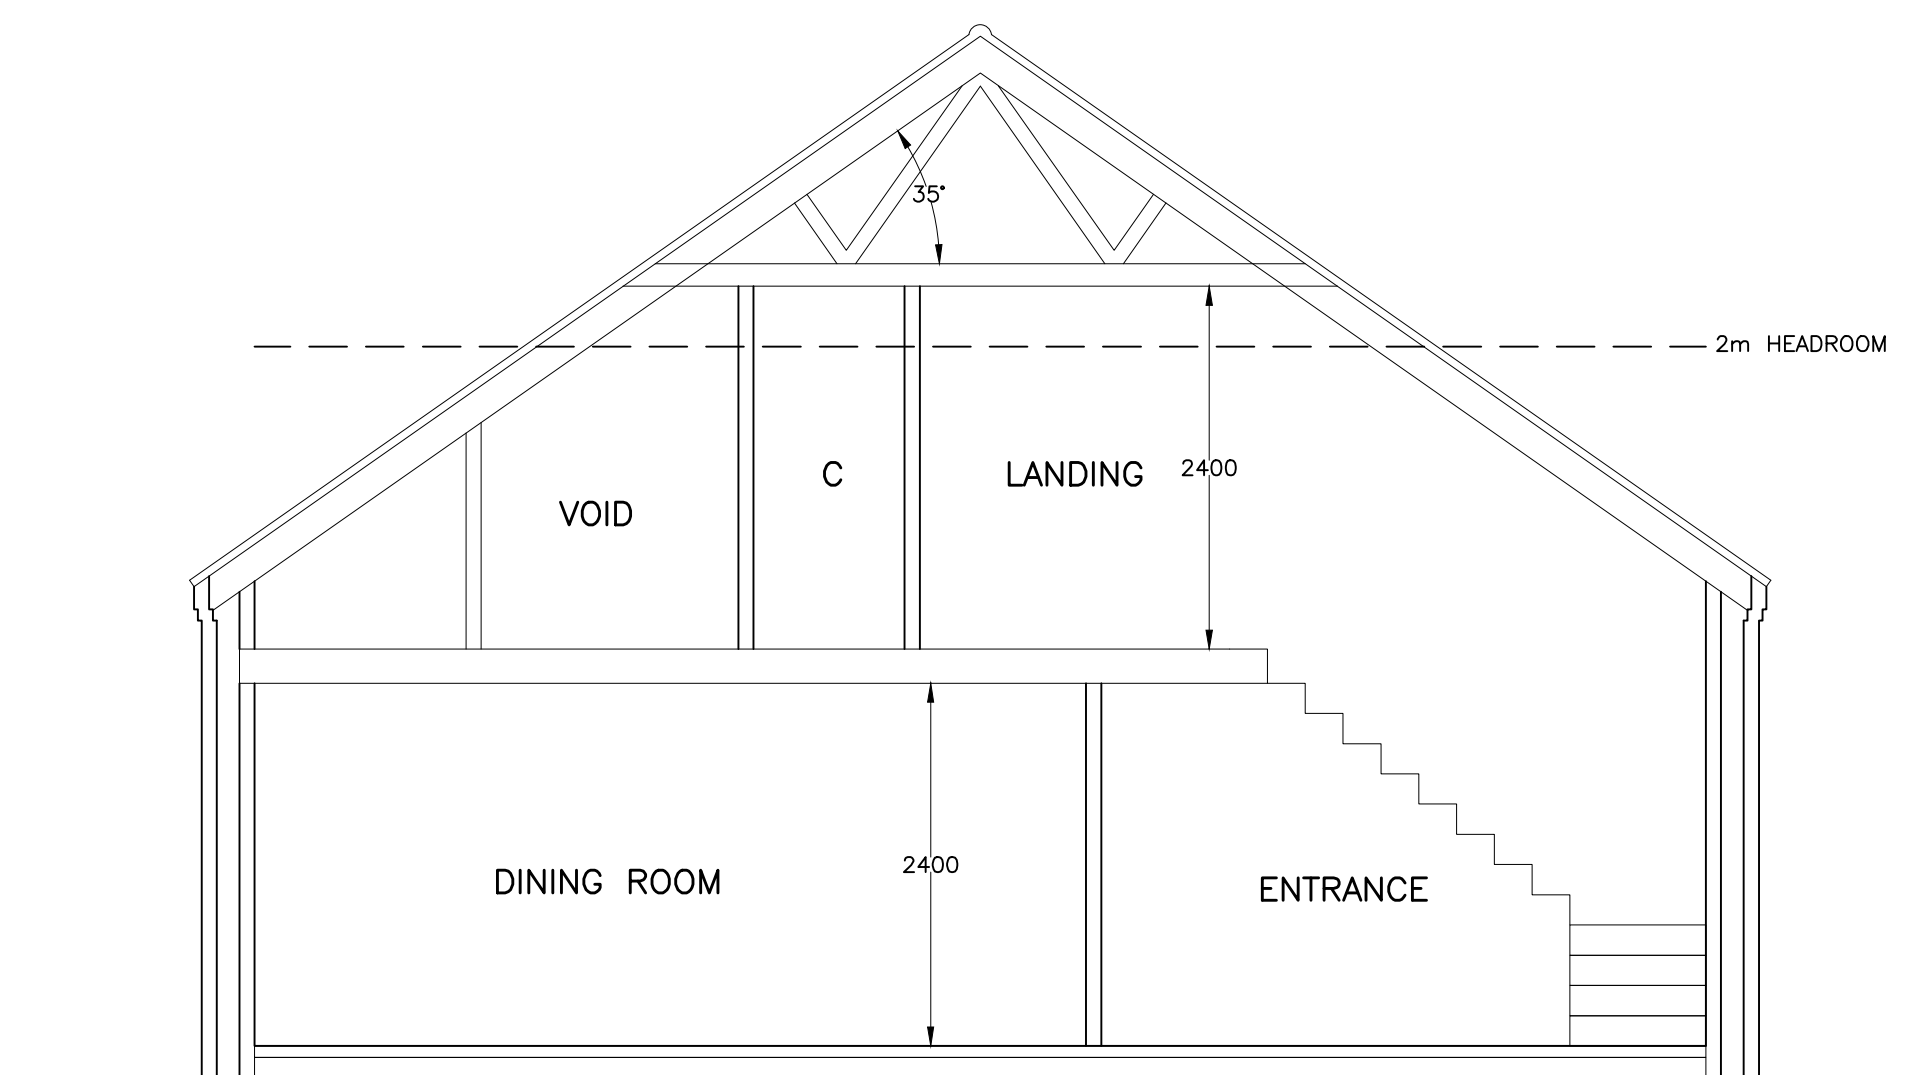 35°
2m HEADROOM
C
LANDING
2400
VOID
2400
DINING ROOM
ENTRANCE